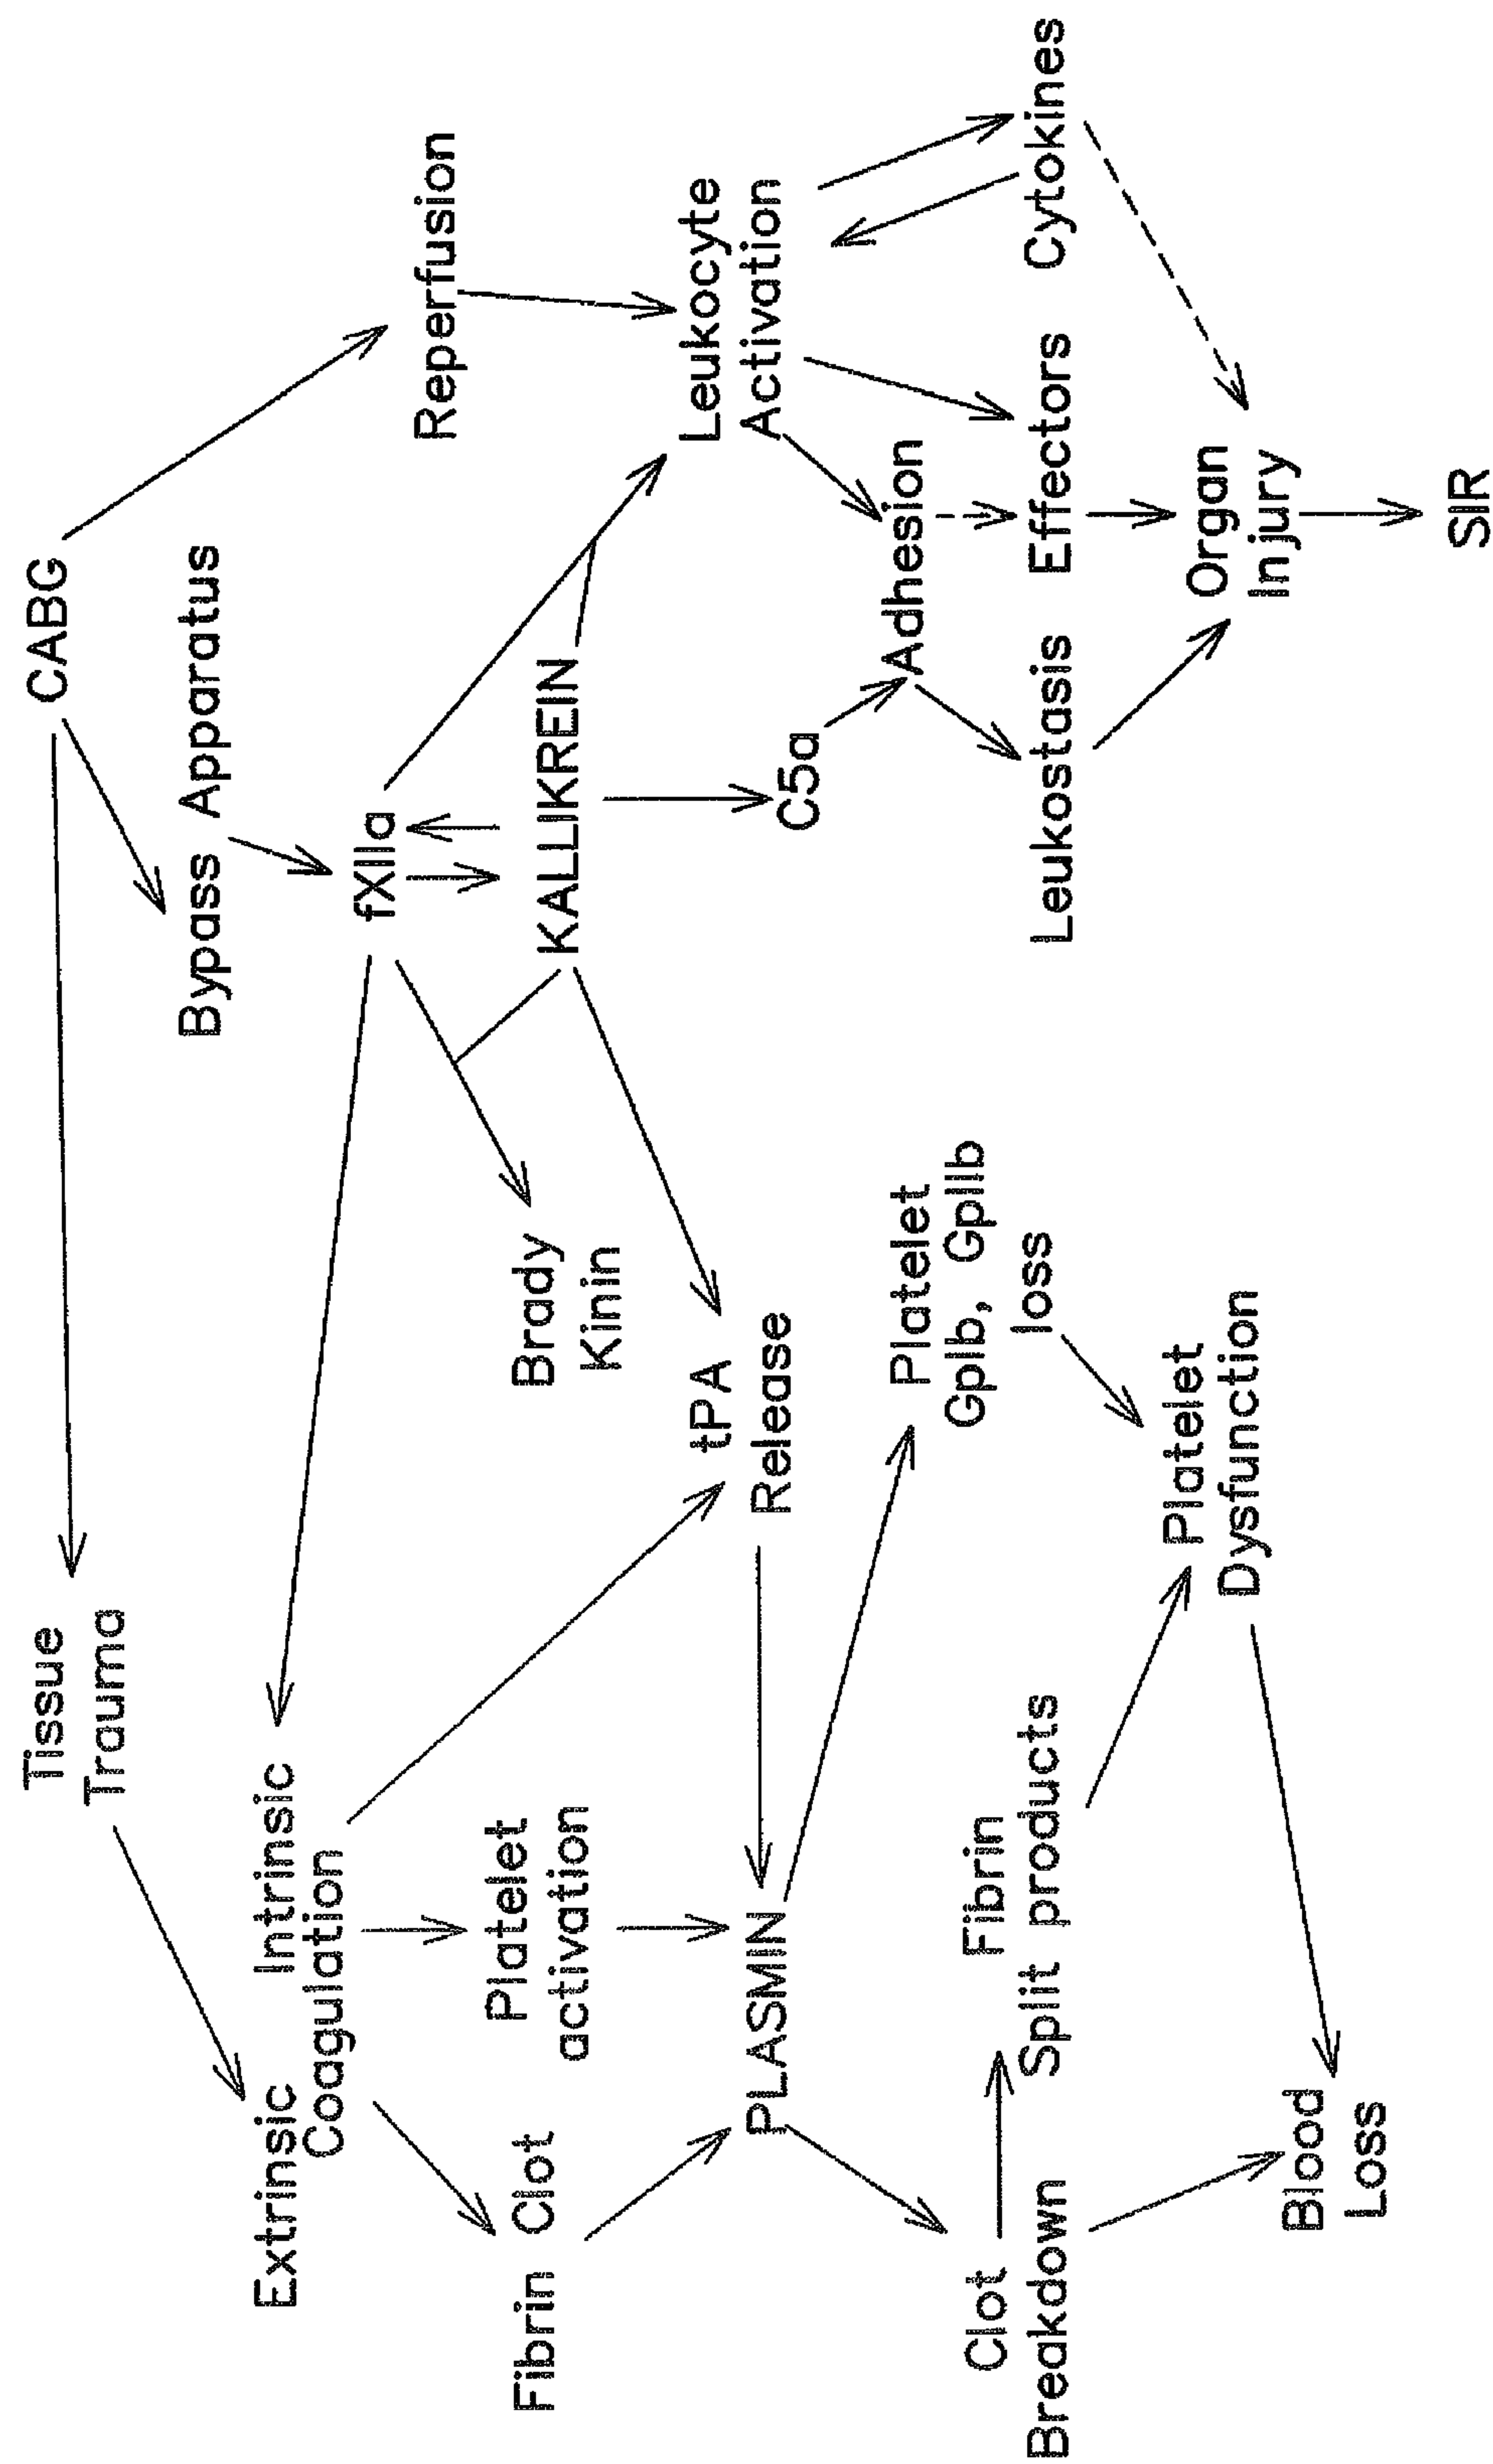 CABG
Tissue
Trauma
Bypass Apparatus
Extrinsic Intrinsic
Coagulation
fXIIa
Reperfusion
Fibrin Clot
Platelet
activation
Brady
Kinin
KALLIKREIN
PLASMIN
tPA
Release
C5a
Leukocyte
Activation
Platelet
GpIb, GpIIb
loss
Adhesion
Clot
Breakdown
Fibrin
Split products
Leukostasis
Effectors
Cytokines
Platelet
Dysfunction
Organ
Injury
Blood
Loss
SIR